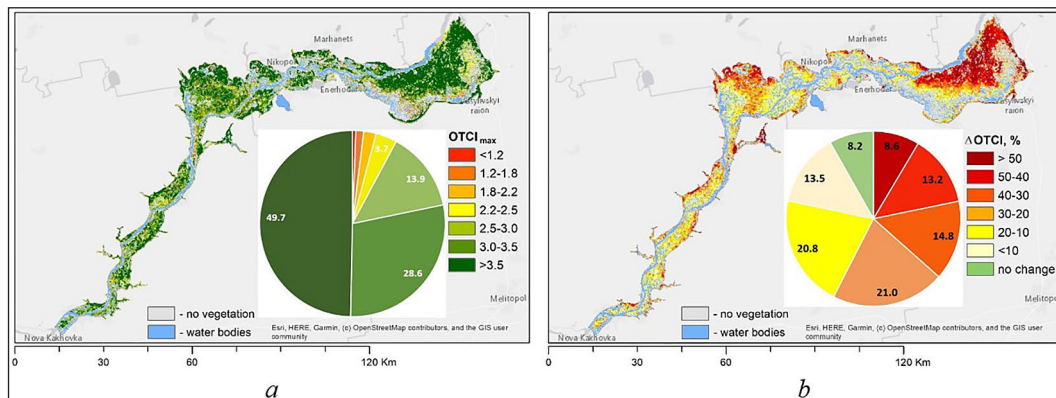 Marhanets
Nikopol
Enerhodar
raion
OTCI max
<1.2
1.2-1.8
1.8-2.2
2.2-2.5
2.5-3.0
3.0-3.5
>3.5
3.7
13.9
49.7
28.6
- no vegetation
- water bodies
Melitopol
Nova Kakhovka
Esri, HERE, Garmin, (c) OpenStreetMap contributors, and the GIS user
community
0 30 60 120 Km
a
Marhanets
Nikopol
raion
ΔOTCI, %
> 50
50-40
40-30
30-20
20-10
<10
no change
8.2
8.6
13.5
13.2
14.8
20.8
21.0
- no vegetation
- water bodies
Melitopol
Nova Kakhovka
Esri, HERE, Garmin, (c) OpenStreetMap contributors, and the GIS user
community
0 30 60 120 Km
b